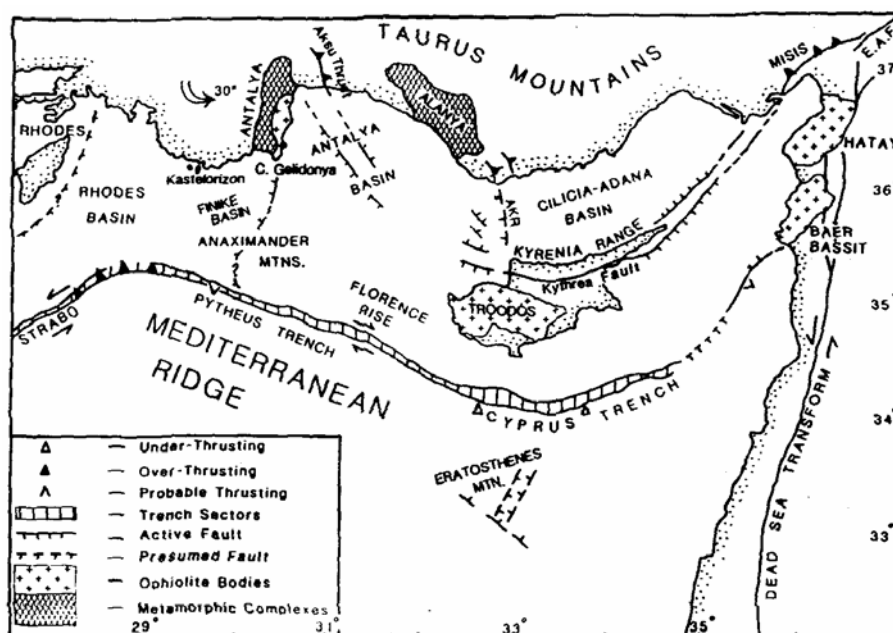 TAURUS
MOUNTAINS
Aksu Thrust
MISIS
E.A.F.
37
30°
ANTALYA
ALANYA
RHODES
ANTALYA
BASIN
HATAY
Kastelorizon
C. Gelidonya
36
RHODES
BASIN
FINIKE
BASIN
AKR
CILICIA-ADANA
BASIN
ANAXIMANDER
MTNS.
KYRENIA RANGE
Kythrea Fault
BAER
BASSIT
35
STRABO
PYTHEUS TRENCH
FLORENCE
RISE
TROODOS
MEDITERRANEAN
RIDGE
CYPRUS TRENCH
34
ERATOSTHENES
MTN.
DEAD SEA TRANSFORM
33
Under-Thrusting
Over-Thrusting
Probable Thrusting
Trench Sectors
Active Fault
Presumed Fault
Ophiolite Bodies
Metamorphic Complexes
29°
31°
33°
35°